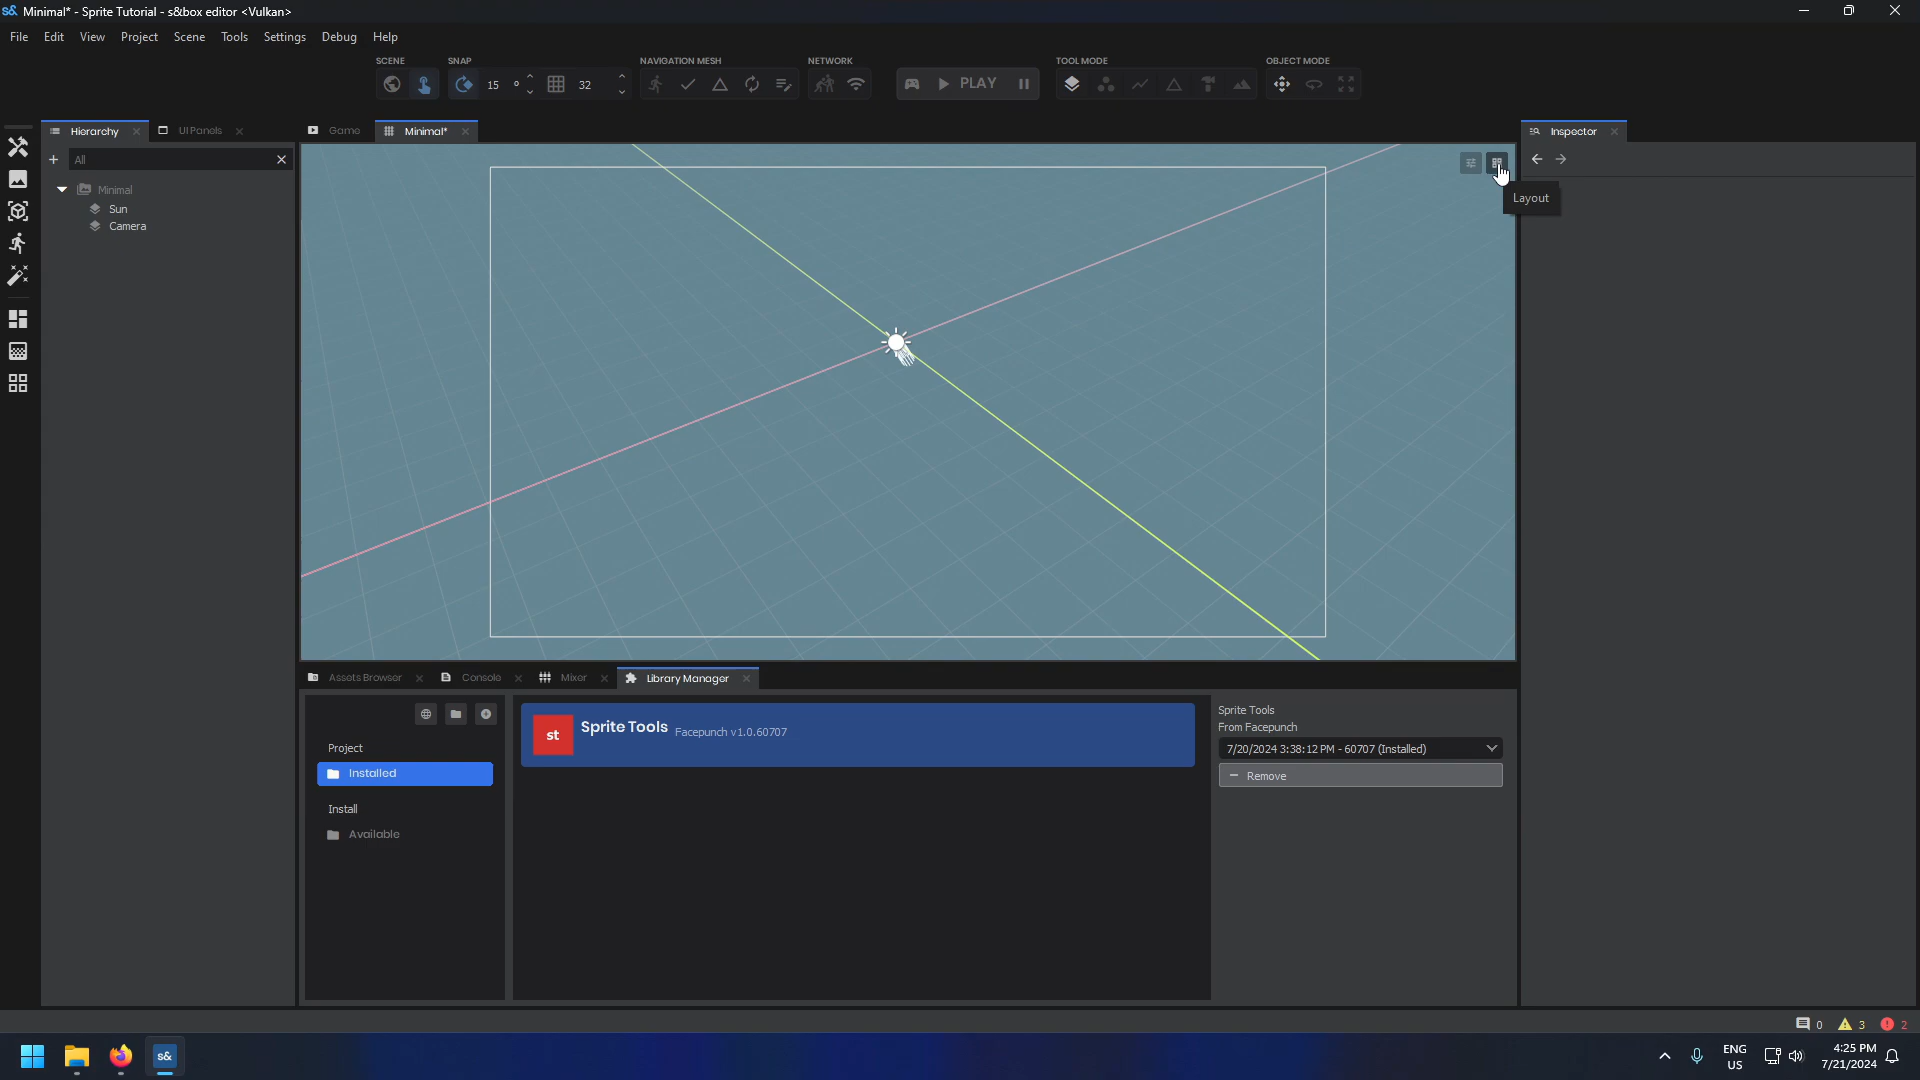 s& Minimal* - Sprite Tutorial - s&box editor <Vulkan>
File Edit View Project Scene Tools Settings Debug Help
SCENE SNAP NAVIGATION MESH NETWORK TOOL MODE OBJECT MODE
15 ° 32 PLAY
Hierarchy UI Panels Game Minimal* Inspector
All
Minimal
Sun
Camera
Layout
Assets Browser Console Mixer Library Manager
Project
Installed
Install
Available
st Sprite Tools Facepunch v1.0.60707
Sprite Tools
From Facepunch
7/20/2024 3:38:12 PM - 60707 (Installed)
Remove
0 3 2
s&
ENG
US
4:25 PM
7/21/2024